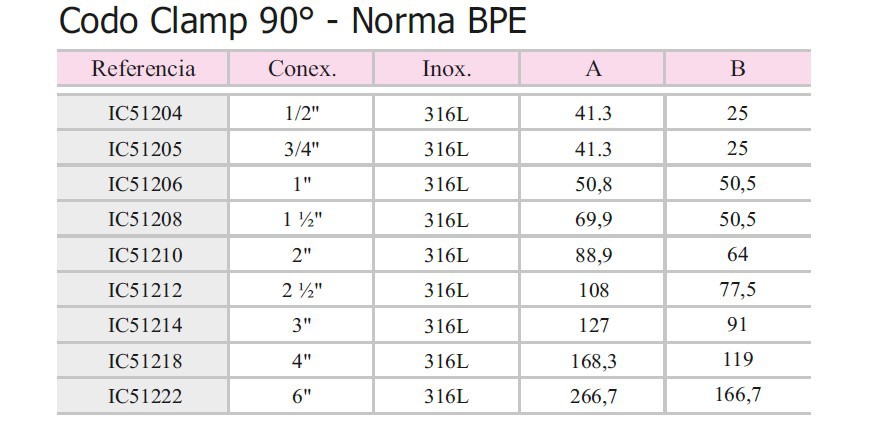 Codo Clamp 90° - Norma BPE
Referencia Conex. Inox. A B
IC51204 1/2" 316L 41.3 25
IC51205 3/4" 316L 41.3 25
IC51206 1" 316L 50,8 50,5
IC51208 1 ½" 316L 69,9 50,5
IC51210 2" 316L 88,9 64
IC51212 2 ½" 316L 108 77,5
IC51214 3" 316L 127 91
IC51218 4" 316L 168,3 119
IC51222 6" 316L 266,7 166,7